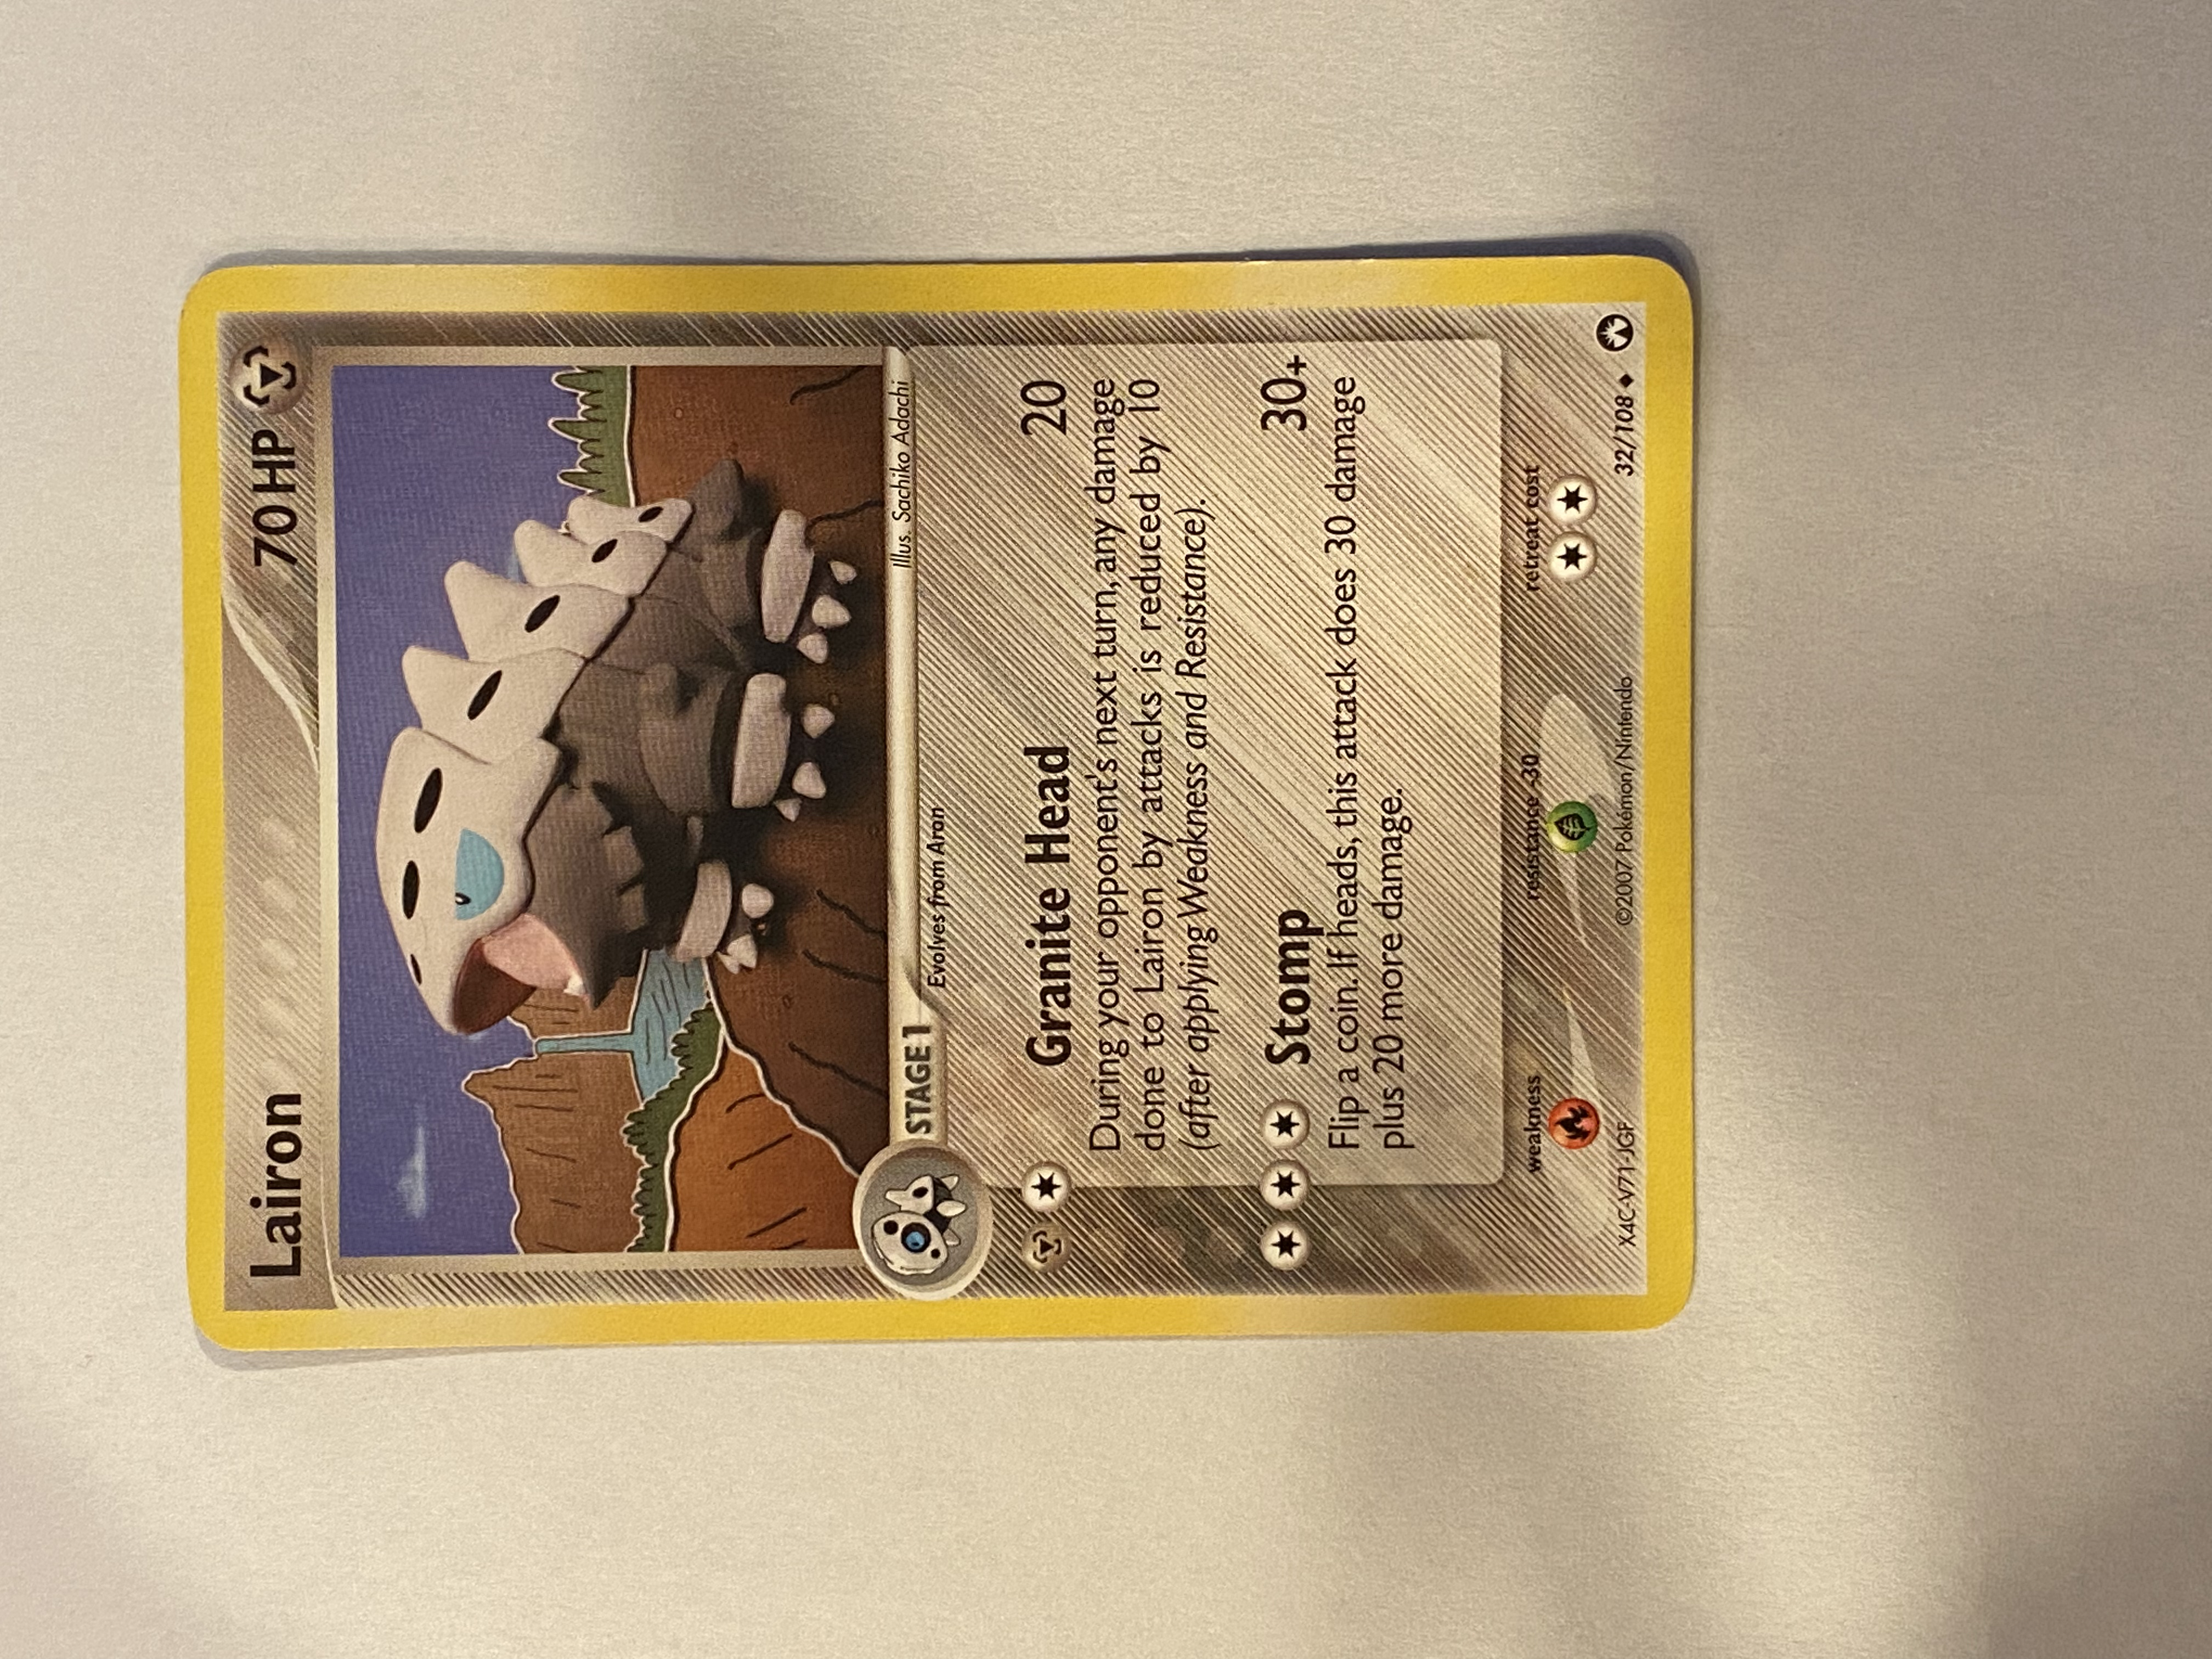 Lairon
70 HP
Illus. Sachiko Adachi
STAGE 1
Evolves from Aron
Granite Head 20
During your opponent's next turn, any damage
done to Lairon by attacks is reduced by 10
(after applying Weakness and Resistance).
Stomp 30+
Flip a coin. If heads, this attack does 30 damage
plus 20 more damage.
weakness resistance -30 retreat cost
X4C-V71-JGF ©2007 Pokémon/Nintendo 32/108